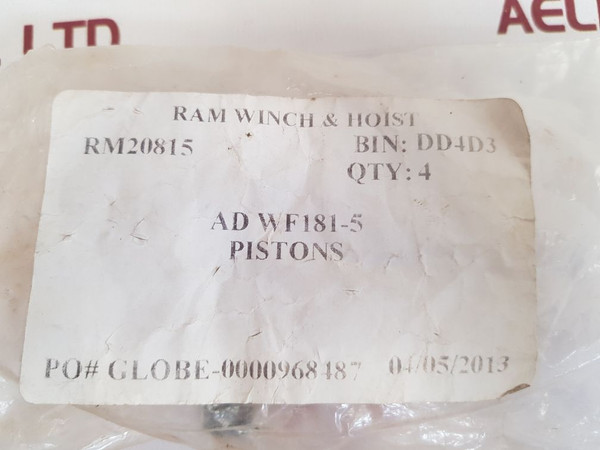 LTD
RAM WINCH & HOIST
RM20815 BIN: DD4D3
QTY: 4
AD WF181-5
PISTONS
PO# GLOBE-0000968487 04/05/2013